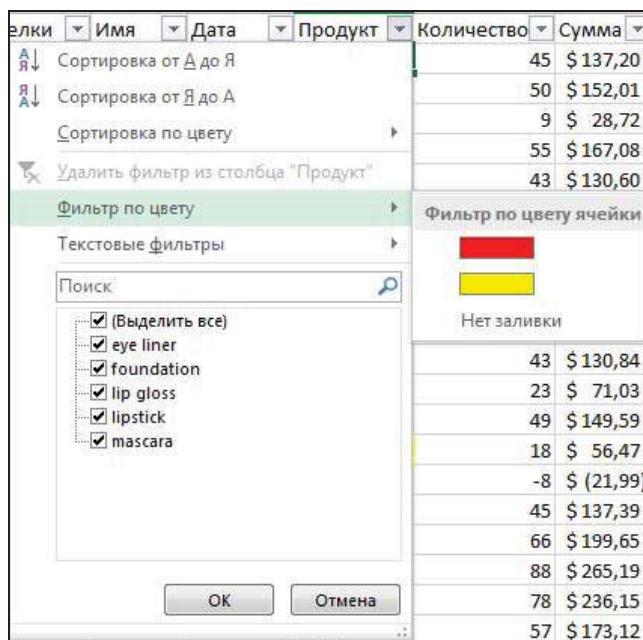 елки Имя Дата Продукт Количество Сумма
Сортировка от А до Я
Сортировка от Я до А
Сортировка по цвету
Удалить фильтр из столбца "Продукт"
Фильтр по цвету
Текстовые фильтры
Поиск
(Выделить все)
eye liner
foundation
lip gloss
lipstick
mascara
ОК Отмена
45 $ 137,20
50 $ 152,01
9 $ 28,72
55 $ 167,08
43 $ 130,60
Фильтр по цвету ячейки
Нет заливки
43 $ 130,84
23 $ 71,03
49 $ 149,59
18 $ 56,47
-8 $ (21,99)
45 $ 137,39
66 $ 199,65
88 $ 265,19
78 $ 236,15
57 $ 173,12